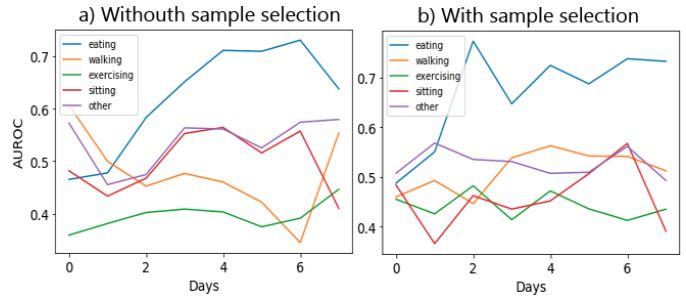 a) Withouth sample selection
b) With sample selection
AUROC
0.7
0.6
0.5
0.4
eating
walking
exercising
sitting
other
0
2
4
6
Days
0.7
0.6
0.5
0.4
eating
walking
exercising
sitting
other
0
2
4
6
Days